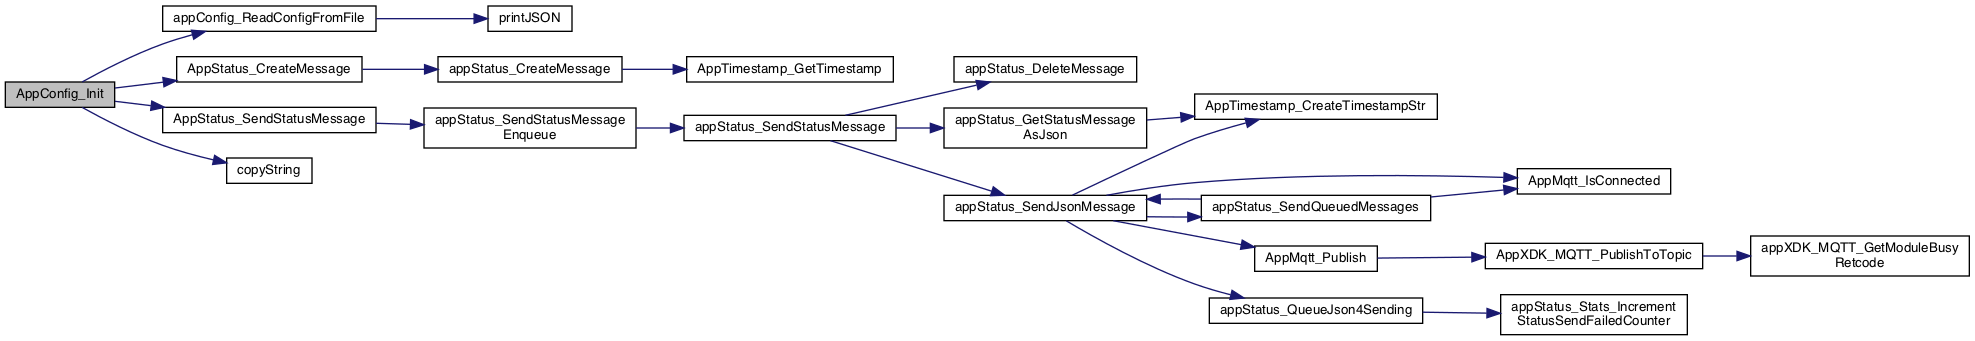 appConfig_ReadConfigFromFile
printJSON
AppStatus_CreateMessage
appStatus_CreateMessage
AppTimestamp_GetTimestamp
appStatus_DeleteMessage
AppConfig_Init
AppTimestamp_CreateTimestampStr
AppStatus_SendStatusMessage
appStatus_SendStatusMessage
Enqueue
appStatus_SendStatusMessage
appStatus_GetStatusMessage
AsJson
copyString
AppMqtt_IsConnected
appStatus_SendJsonMessage
appStatus_SendQueuedMessages
AppMqtt_Publish
AppXDK_MQTT_PublishToTopic
appXDK_MQTT_GetModuleBusy
Retcode
appStatus_QueueJson4Sending
appStatus_Stats_Increment
StatusSendFailedCounter